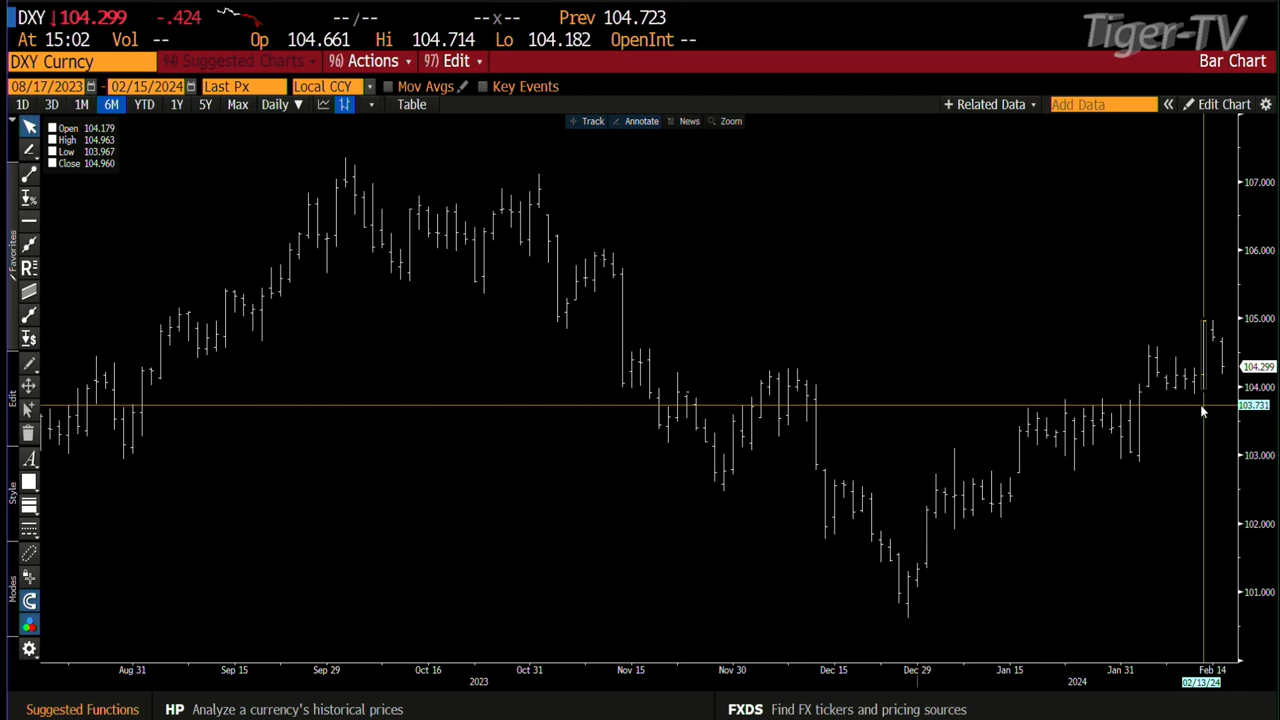 DXY ↓104.299 -.424 -- /-- --x-- Prev 104.723
Tiger-TV
At 15:02 Vol -- Op 104.661 Hi 104.714 Lo 104.182 OpenInt --
DXY Curncy 94) Suggested Charts 96) Actions 97) Edit Bar Chart
08/17/2023 - 02/15/2024 Last Px Local CCY Mov Avgs Key Events
1D 3D 1M 6M YTD 1Y 5Y Max Daily ▼ Table + Related Data Add Data « Edit Chart
Track Annotate News Zoom
Open 104.179
High 104.963
Low 103.967
Close 104.960
Favorites
Edit
Style
Modes
107.000
106.000
105.000
104.299
104.000
103.731
103.000
102.000
101.000
Aug 31 Sep 15 Sep 29 Oct 16 Oct 31 Nov 15 Nov 30 Dec 15 Dec 29 Jan 15 Jan 31 Feb 14
2023 2024 02/13/24
Suggested Functions HP Analyze a currency's historical prices FXDS Find FX tickers and pricing sources